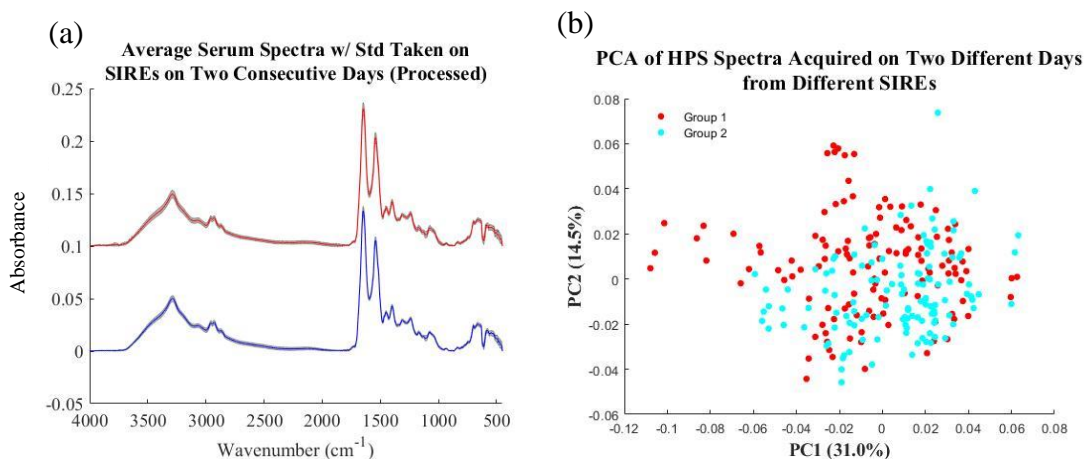 (a)
Average Serum Spectra w/ Std Taken on
SIREs on Two Consecutive Days (Processed)
0.25
0.2
0.15
0.1
0.05
0
-0.05
Absorbance
4000 3500 3000 2500 2000 1500 1000 500
Wavenumber (cm⁻¹)
(b)
PCA of HPS Spectra Acquired on Two Different Days
from Different SIREs
Group 1
Group 2
0.08
0.06
0.04
0.02
0
-0.02
-0.04
-0.06
PC2 (14.5%)
-0.12 -0.1 -0.08 -0.06 -0.04 -0.02 0 0.02 0.04 0.06 0.08
PC1 (31.0%)